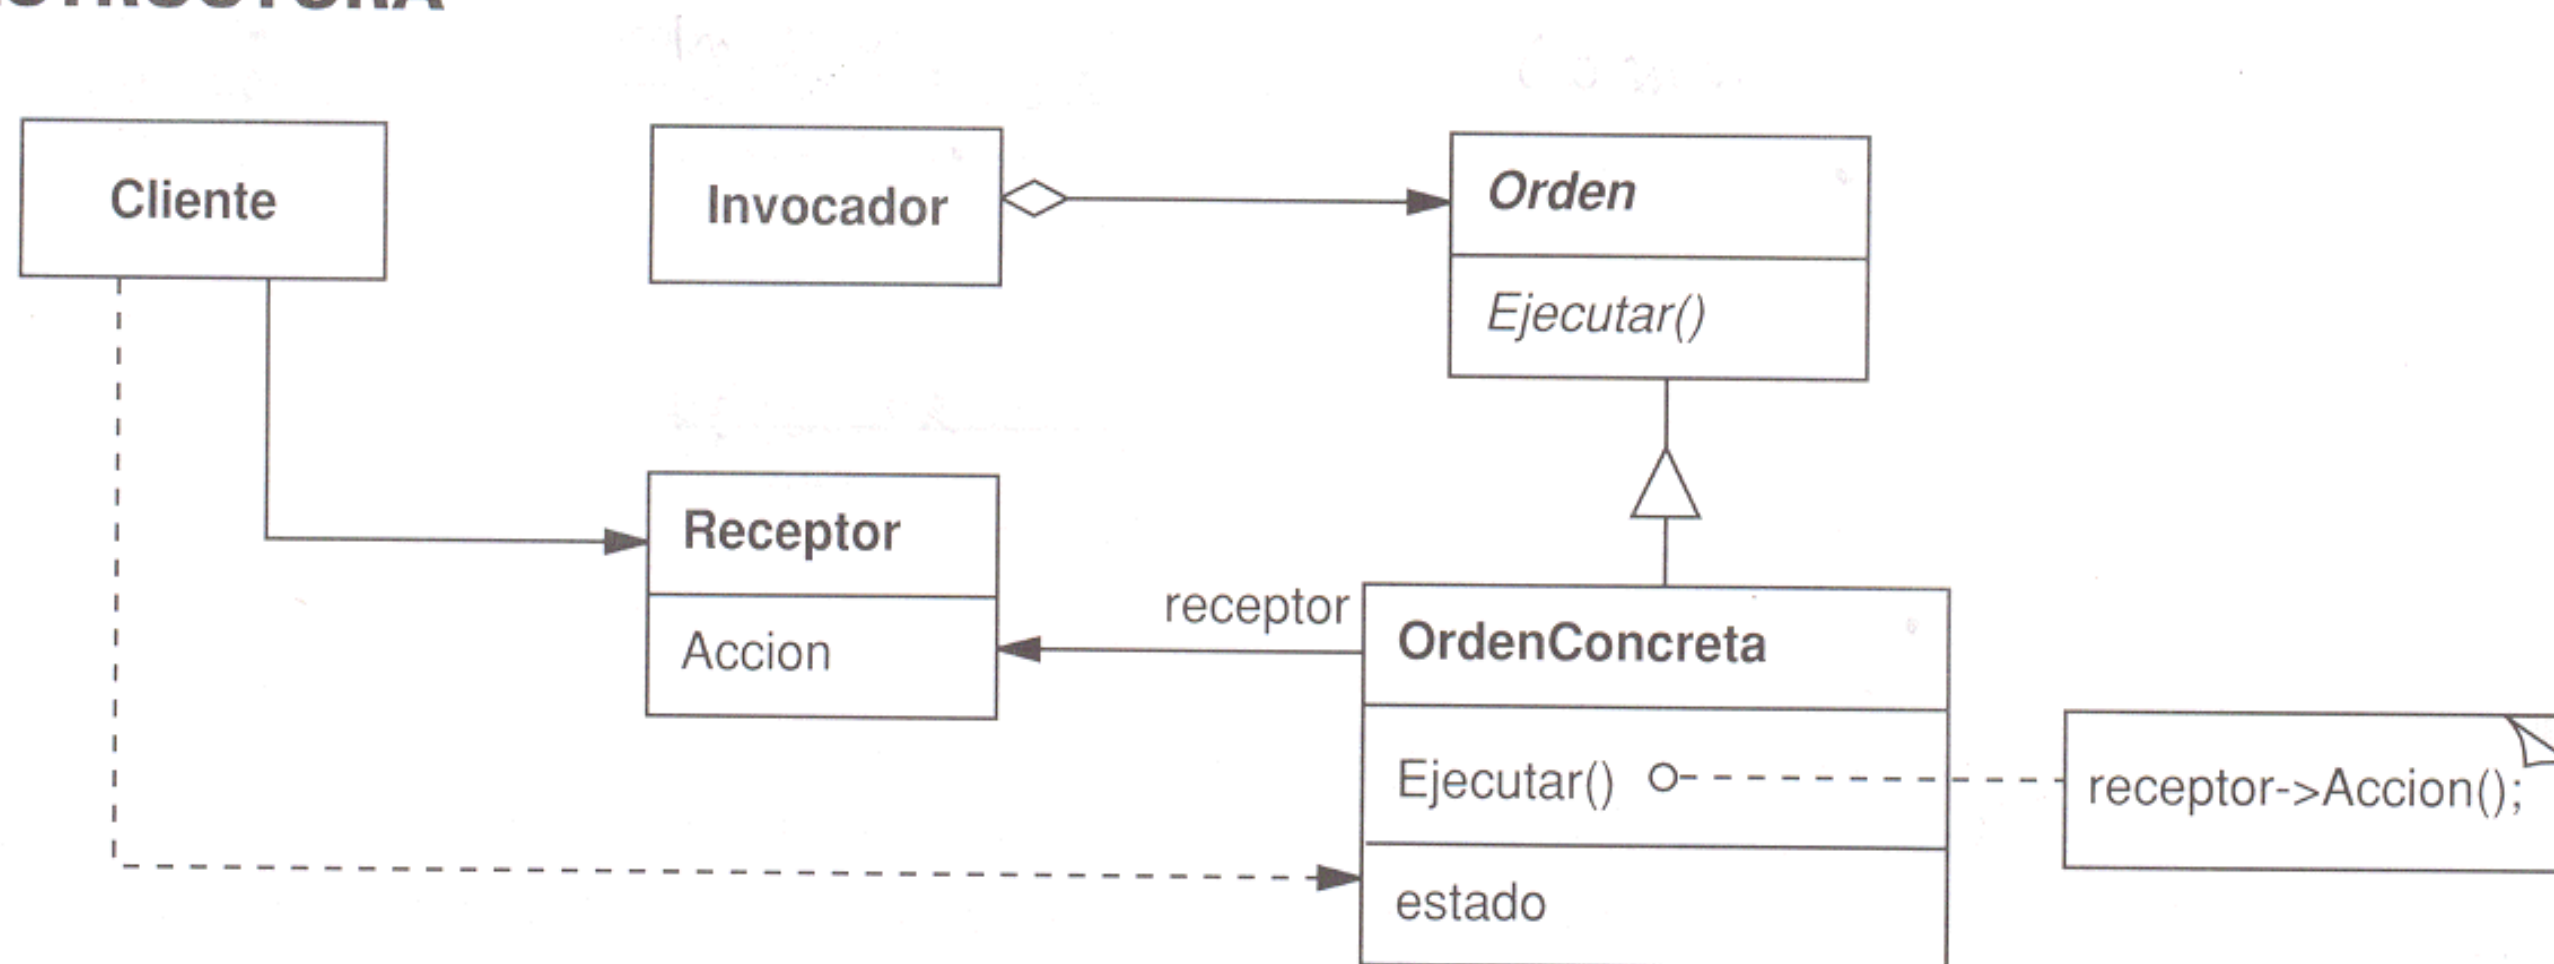 Cliente
Invocador
Orden
Ejecutar()
Receptor
Accion
receptor
OrdenConcreta
Ejecutar()
receptor->Accion();
estado